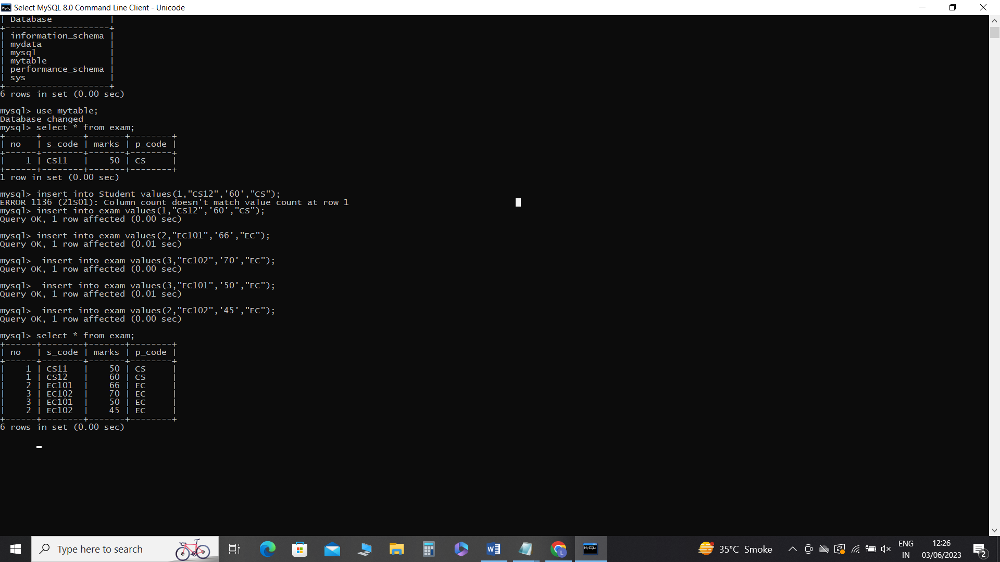 Select MySQL 8.0 Command Line Client - Unicode
| Database           |
+--------------------+
| information_schema |
| mydata             |
| mysql              |
| mytable            |
| performance_schema |
| sys                |
+--------------------+
6 rows in set (0.00 sec)
mysql> use mytable;
Database changed
mysql> select * from exam;
+------+--------+-------+--------+
| no   | s_code | marks | p_code |
+------+--------+-------+--------+
|    1 | CS11   |    50 | CS     |
+------+--------+-------+--------+
1 row in set (0.00 sec)
mysql> insert into Student values(1,"CS12",'60',"CS");
ERROR 1136 (21S01): Column count doesn't match value count at row 1
mysql> insert into exam values(1,"CS12",'60',"CS");
Query OK, 1 row affected (0.00 sec)
mysql> insert into exam values(2,"EC101",'66',"EC");
Query OK, 1 row affected (0.01 sec)
mysql>  insert into exam values(3,"EC102",'70',"EC");
Query OK, 1 row affected (0.00 sec)
mysql>  insert into exam values(3,"EC101",'50',"EC");
Query OK, 1 row affected (0.01 sec)
mysql>  insert into exam values(2,"EC102",'45',"EC");
Query OK, 1 row affected (0.00 sec)
mysql> select * from exam;
+------+--------+-------+--------+
| no   | s_code | marks | p_code |
+------+--------+-------+--------+
|    1 | CS11   |    50 | CS     |
|    1 | CS12   |    60 | CS     |
|    2 | EC101  |    66 | EC     |
|    3 | EC102  |    70 | EC     |
|    3 | EC101  |    50 | EC     |
|    2 | EC102  |    45 | EC     |
+------+--------+-------+--------+
6 rows in set (0.00 sec)
Type here to search
35°C Smoke
ENG
IN
12:26
03/06/2023
2